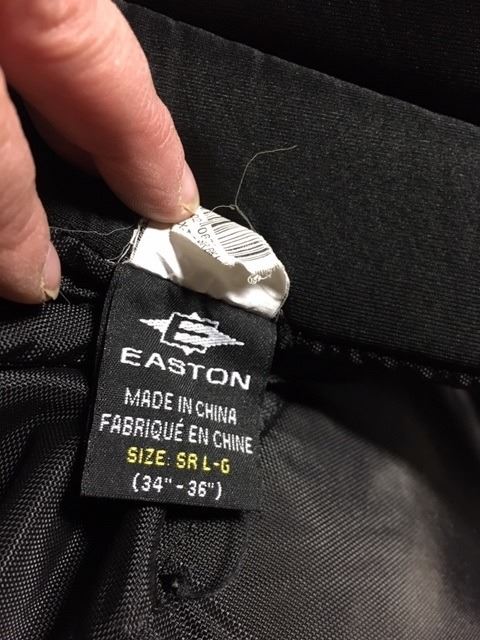 EASTON
MADE IN CHINA
FABRIQUÉ EN CHINE
SIZE: SR L-G
(34" - 36")